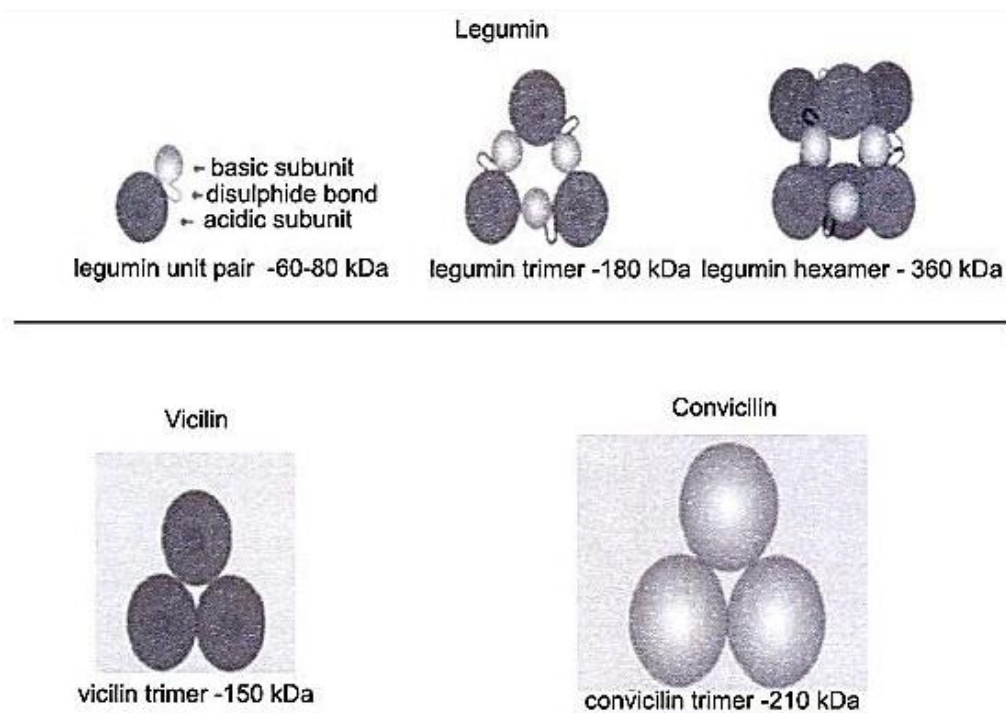 Legumin
basic subunit
disulphide bond
acidic subunit
legumin unit pair -60-80 kDa
legumin trimer -180 kDa
legumin hexamer - 360 kDa
Vicilin
Convicilin
vicilin trimer -150 kDa
convicilin trimer -210 kDa